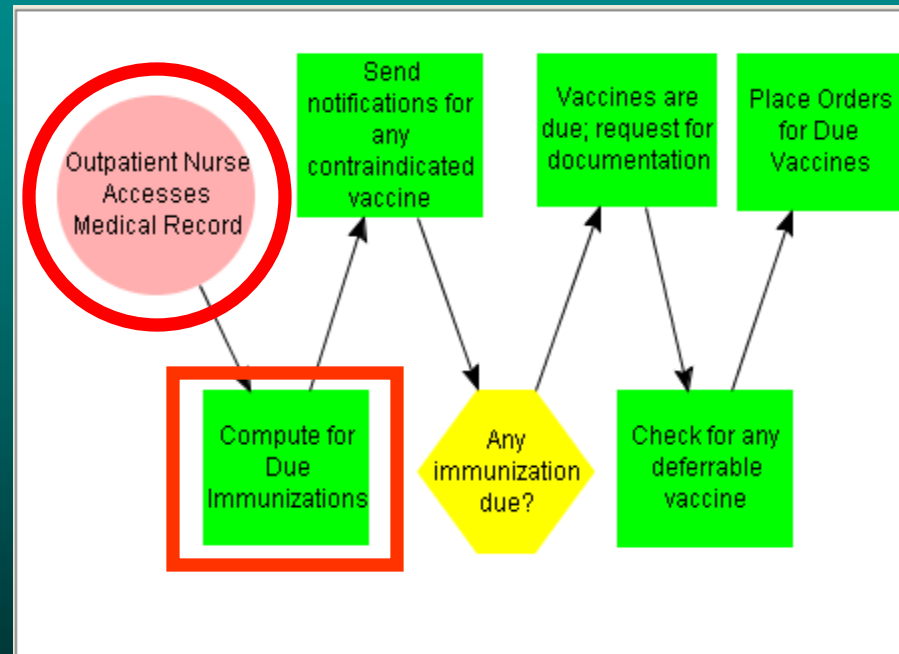 Outpatient Nurse
Accesses
Medical Record
Compute for
Due
Immunizations
Send
notifications for
any
contraindicated
vaccine
Any
immunization
due?
Vaccines are
due; request for
documentation
Check for any
deferrable
vaccine
Place Orders
for Due
Vaccines